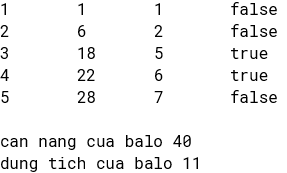 1 1 1 false
2 6 2 false
3 18 5 true
4 22 6 true
5 28 7 false
can nang cua balo 40
dung tich cua balo 11